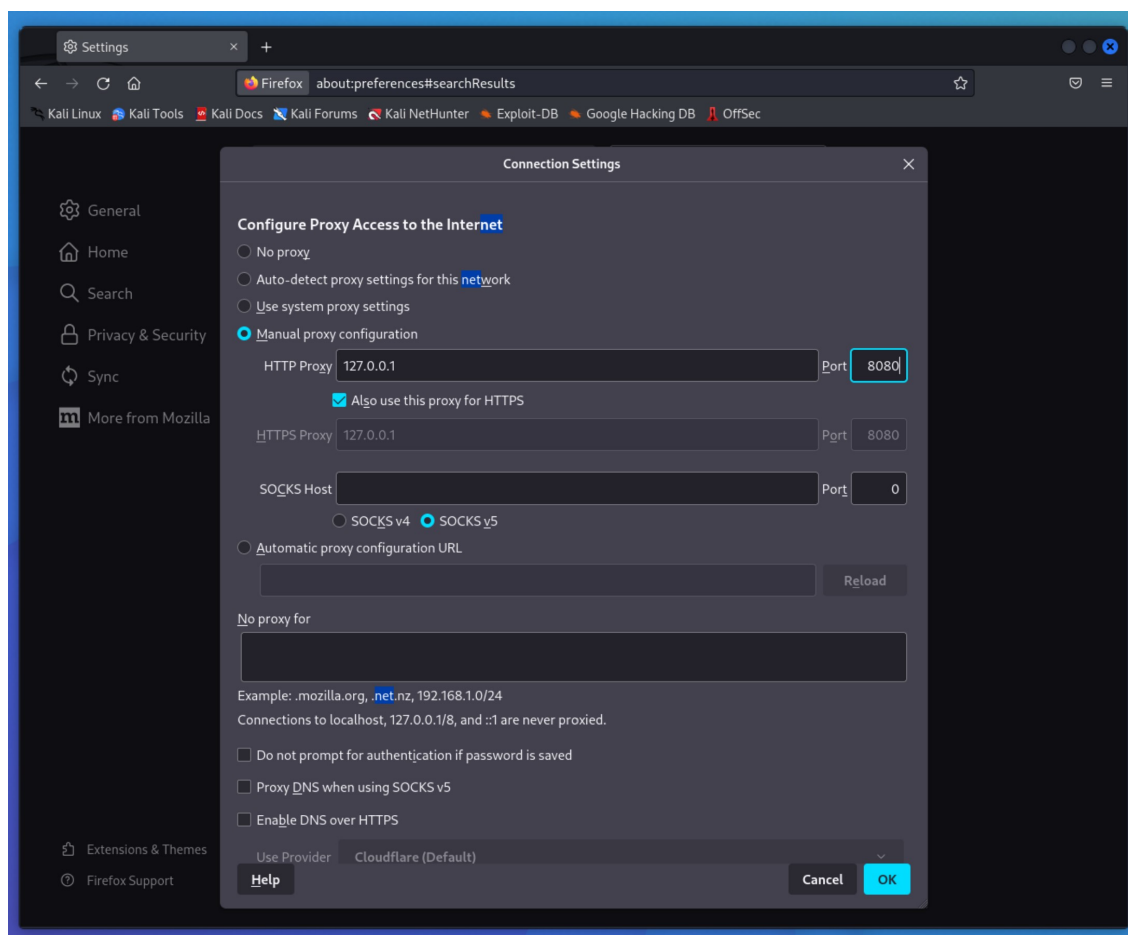 Settings
Firefox about:preferences#searchResults
Kali Linux Kali Tools Kali Docs Kali Forums Kali NetHunter Exploit-DB Google Hacking DB OffSec
Connection Settings
General
Home
Search
Privacy & Security
Sync
More from Mozilla
Extensions & Themes
Firefox Support
Configure Proxy Access to the Internet
No proxy
Auto-detect proxy settings for this network
Use system proxy settings
Manual proxy configuration
HTTP Proxy 127.0.0.1 Port 8080
Also use this proxy for HTTPS
HTTPS Proxy 127.0.0.1 Port 8080
SOCKS Host Port 0
SOCKS v4 SOCKS v5
Automatic proxy configuration URL
Reload
No proxy for
Example: .mozilla.org, .net.nz, 192.168.1.0/24
Connections to localhost, 127.0.0.1/8, and ::1 are never proxied.
Do not prompt for authentication if password is saved
Proxy DNS when using SOCKS v5
Enable DNS over HTTPS
Use Provider Cloudflare (Default)
Help Cancel OK